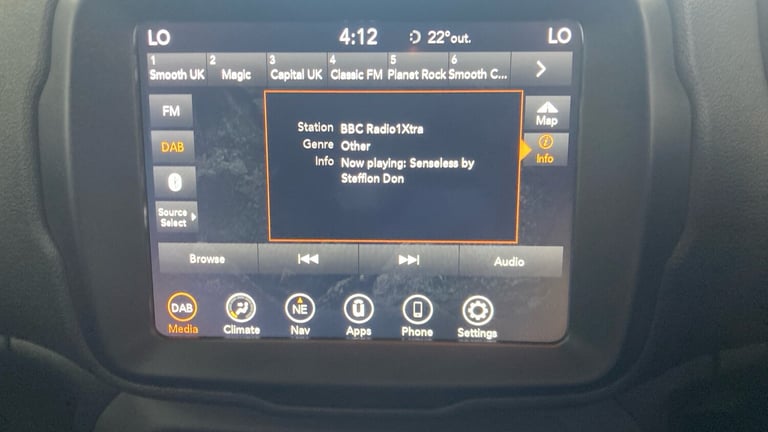 LO 4:12 22° out. LO
1 Smooth UK 2 Magic 3 Capital UK 4 Classic FM 5 Planet Rock 6 Smooth C...
FM
DAB
Source
Select
Station BBC Radio1Xtra
Genre Other
Info Now playing: Senseless by
Stefflon Don
Map
Info
Browse Audio
DAB NE
Media Climate Nav Apps Phone Settings